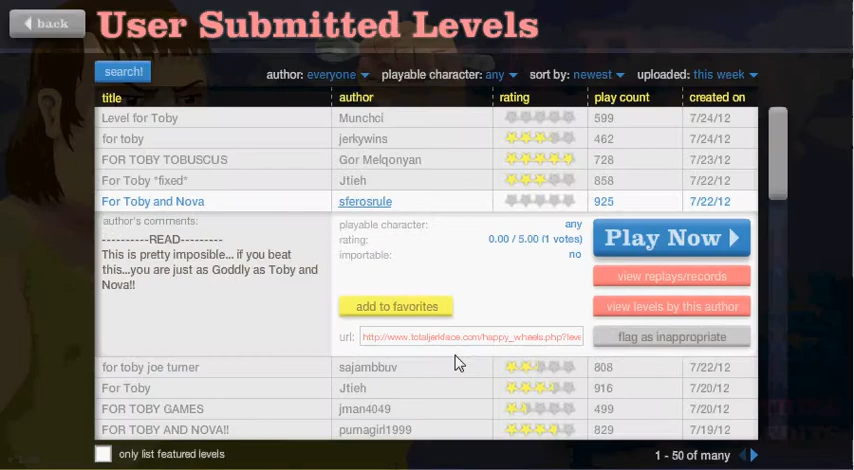 back
User Submitted Levels
search!
author: everyone playable character: any sort by: newest uploaded: this week
title author rating play count created on
Level for Toby Munchci 599 7/24/12
for toby jerkywins 462 7/24/12
FOR TOBY TOBUSCUS Gor Melqonyan 728 7/23/12
For Toby *fixed* Jtieh 858 7/22/12
For Toby and Nova sferosrule 925 7/22/12
author's comments:
----------READ---------
This is pretty imposible... if you beat
this...you are just as Goddly as Toby and
Nova!!
playable character: any
rating: 0.00 / 5.00 (1 votes)
importable: no
add to favorites
url: http://www.totaljerkface.com/happy_wheels.php?leve
Play Now
view replays/records
view levels by this author
flag as inappropriate
for toby joe turner sajambbuv 808 7/22/12
For Toby Jtieh 916 7/20/12
FOR TOBY GAMES jman4049 499 7/20/12
FOR TOBY AND NOVA!! pumagirl1999 829 7/19/12
only list featured levels
1 - 50 of many